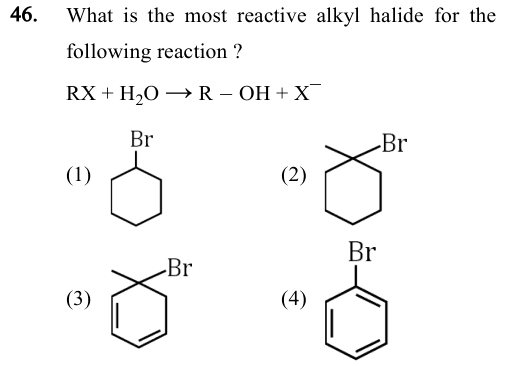 46. What is the most reactive alkyl halide for the
following reaction ?
RX + H₂O ⟶ R – OH + X⁻
Br
(1)
Br
(2)
Br
(3)
Br
(4)